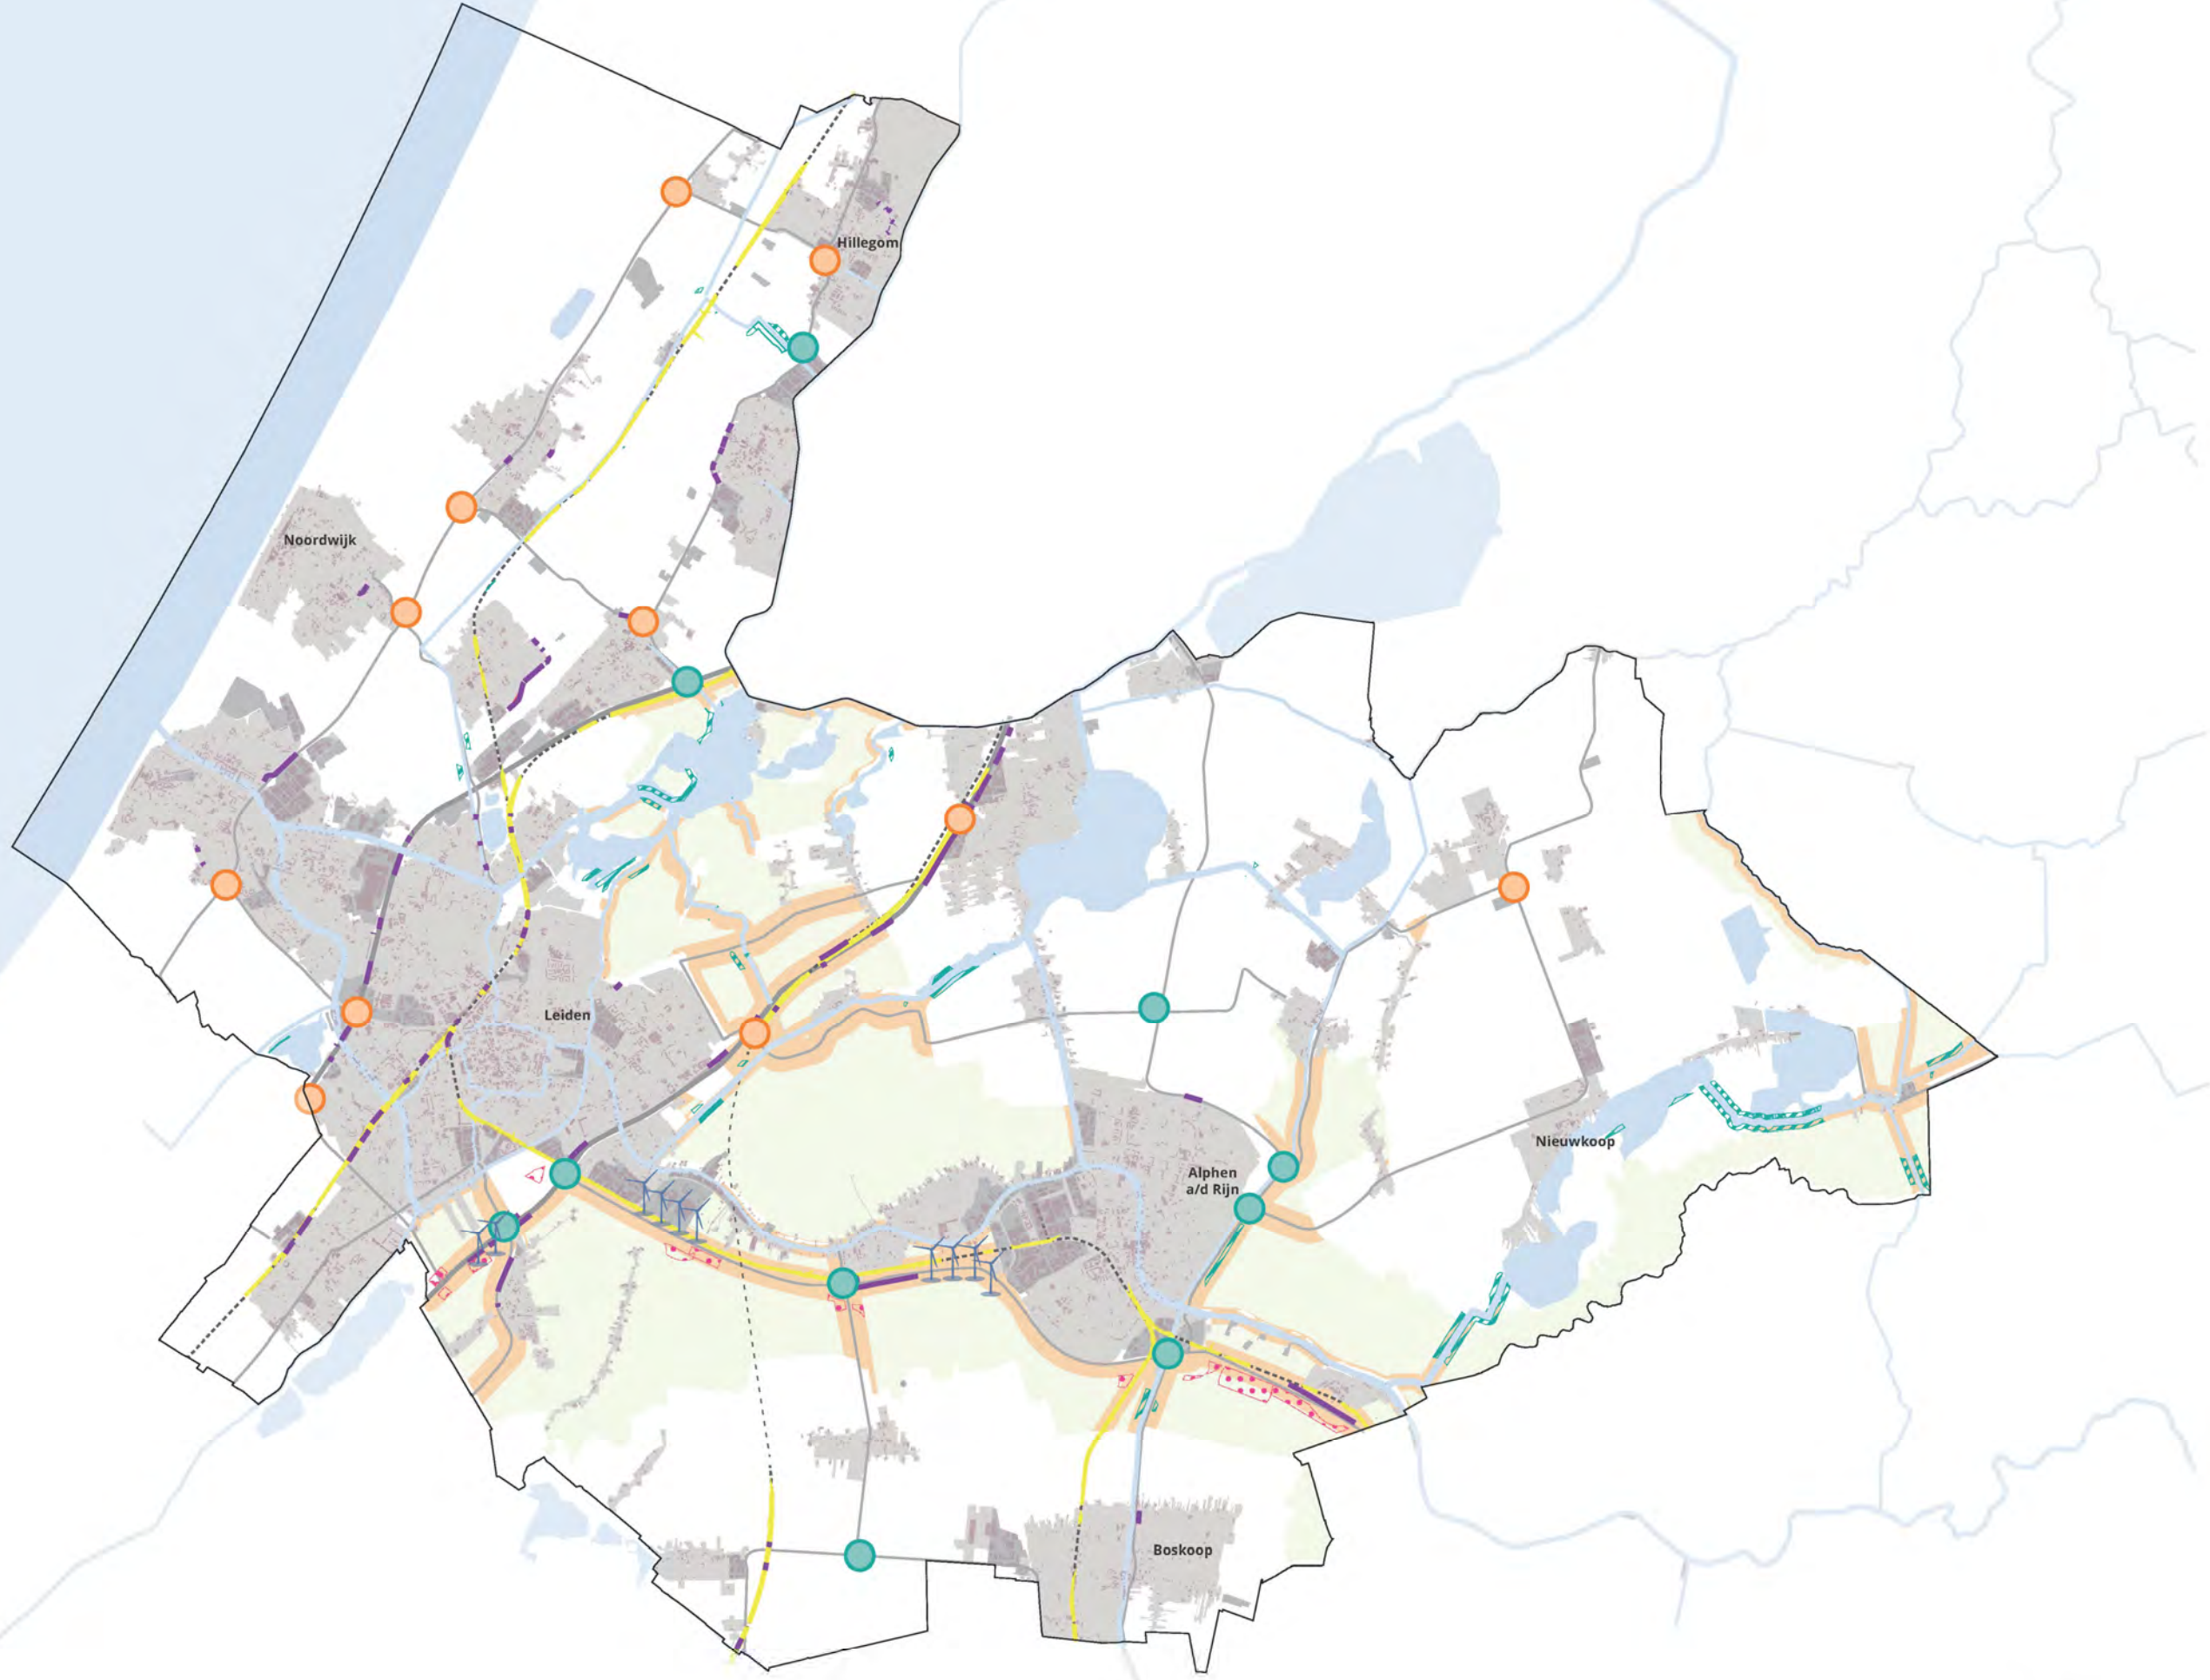 Hillegom
Noordwijk
Leiden
Nieuwkoop
Alphen
a/d Rijn
Boskoop